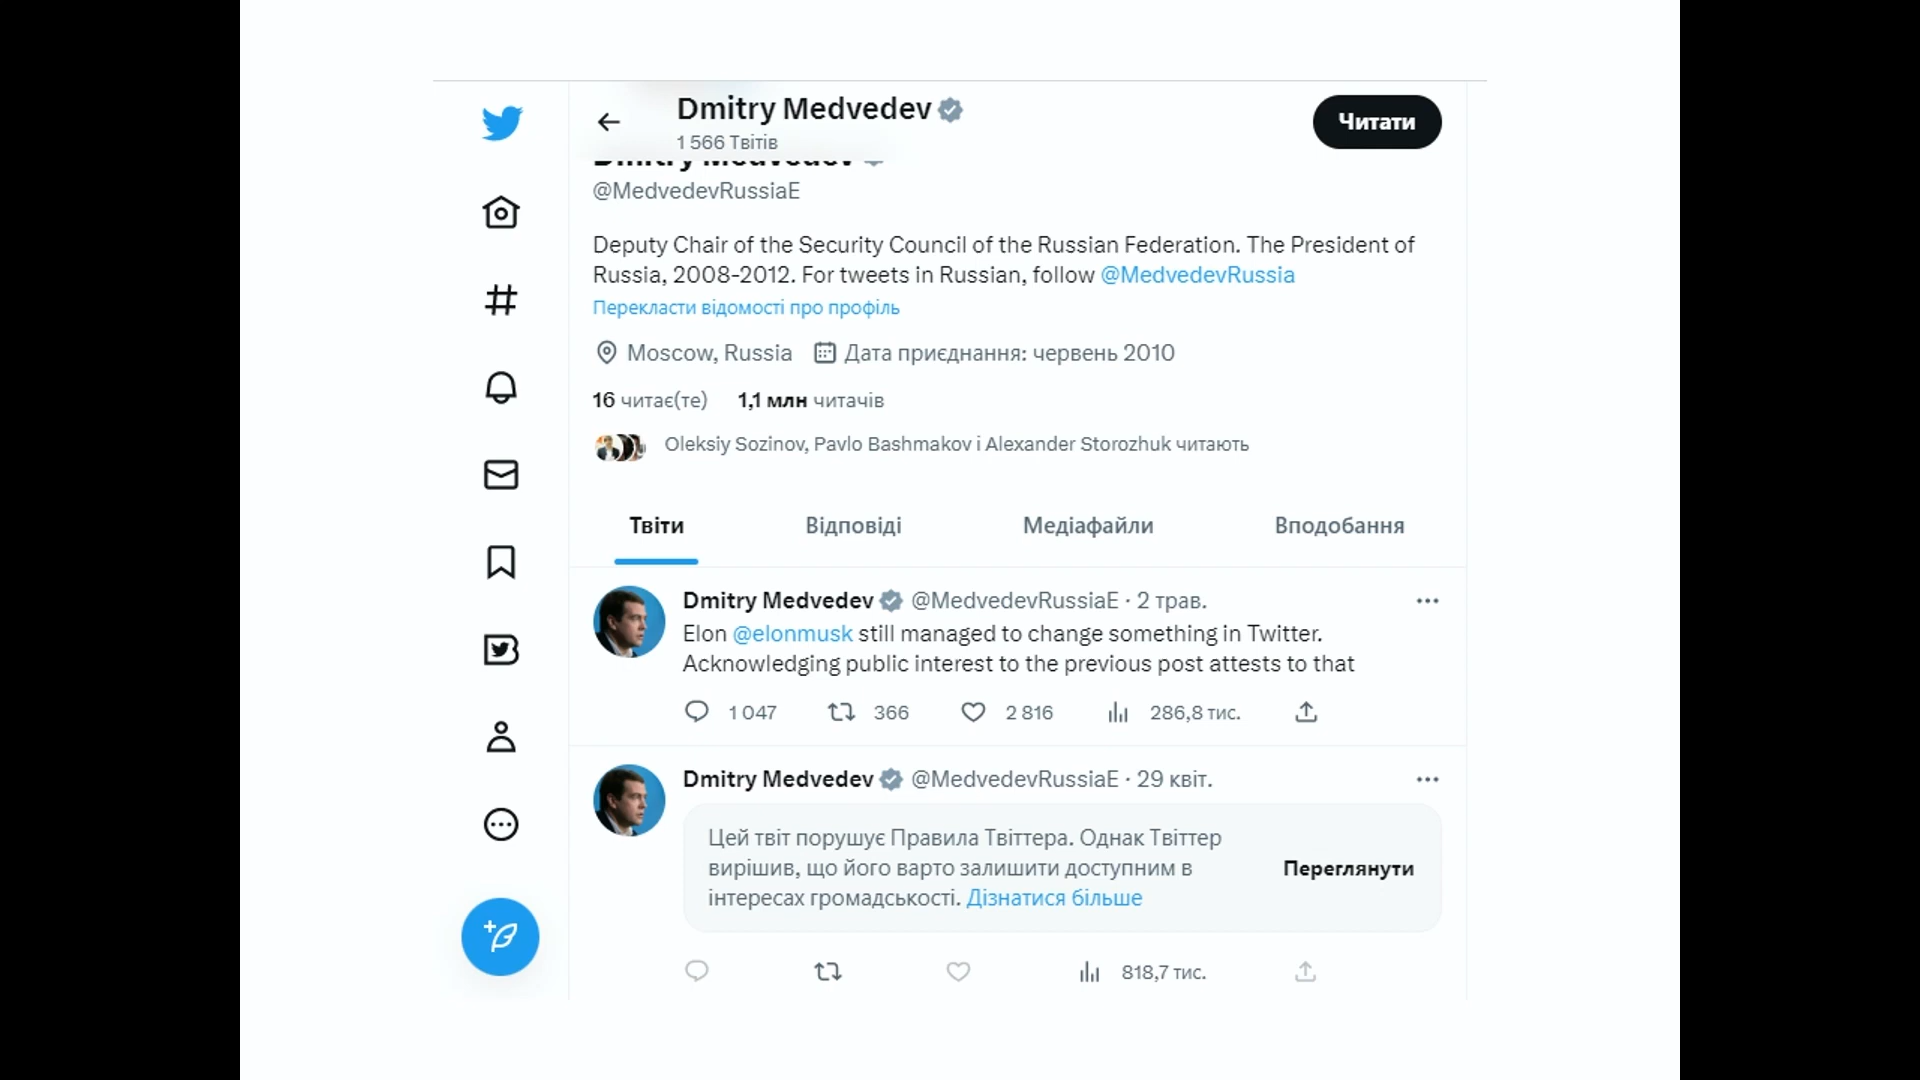 Dmitry Medvedev
1 566 Твітів
Читати
Dmitry Medvedev
@MedvedevRussiaE
Deputy Chair of the Security Council of the Russian Federation. The President of
Russia, 2008-2012. For tweets in Russian, follow @MedvedevRussia
Перекласти відомості про профіль
Moscow, Russia Дата приєднання: червень 2010
16 читає(те) 1,1 млн читачів
Oleksiy Sozinov, Pavlo Bashmakov і Alexander Storozhuk читають
Твіти Відповіді Медіафайли Вподобання
Dmitry Medvedev @MedvedevRussiaE · 2 трав.
Elon @elonmusk still managed to change something in Twitter.
Acknowledging public interest to the previous post attests to that
1 047 366 2 816 286,8 тис.
Dmitry Medvedev @MedvedevRussiaE · 29 квіт.
Цей твіт порушує Правила Твіттера. Однак Твіттер
вирішив, що його варто залишити доступним в
інтересах громадськості. Дізнатися більше
Переглянути
818,7 тис.